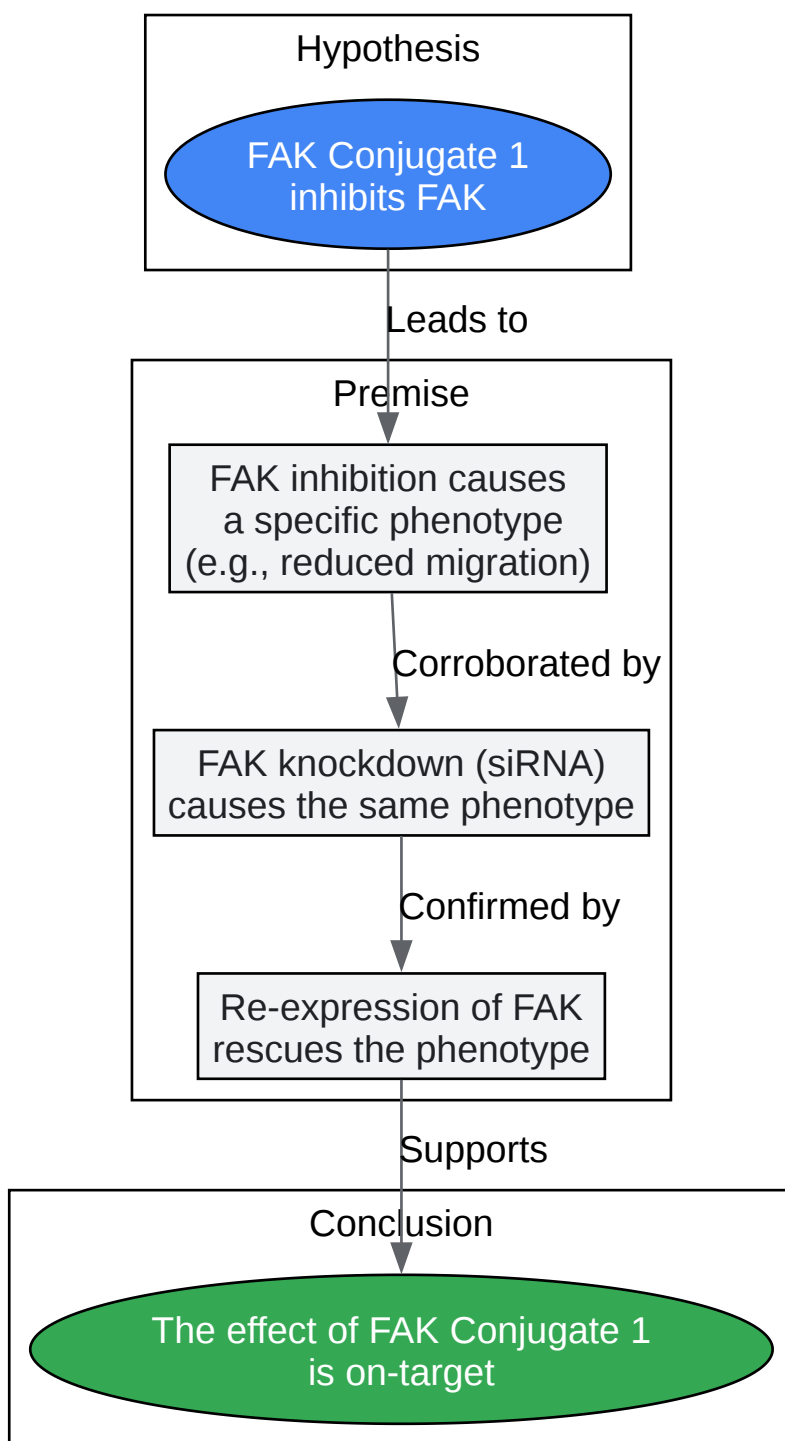 Hypothesis
FAK Conjugate 1
inhibits FAK
Leads to
Premise
FAK inhibition causes
a specific phenotype
(e.g., reduced migration)
Corroborated by
FAK knockdown (siRNA)
causes the same phenotype
Confirmed by
Re-expression of FAK
rescues the phenotype
Supports
Conclusion
The effect of FAK Conjugate 1
is on-target